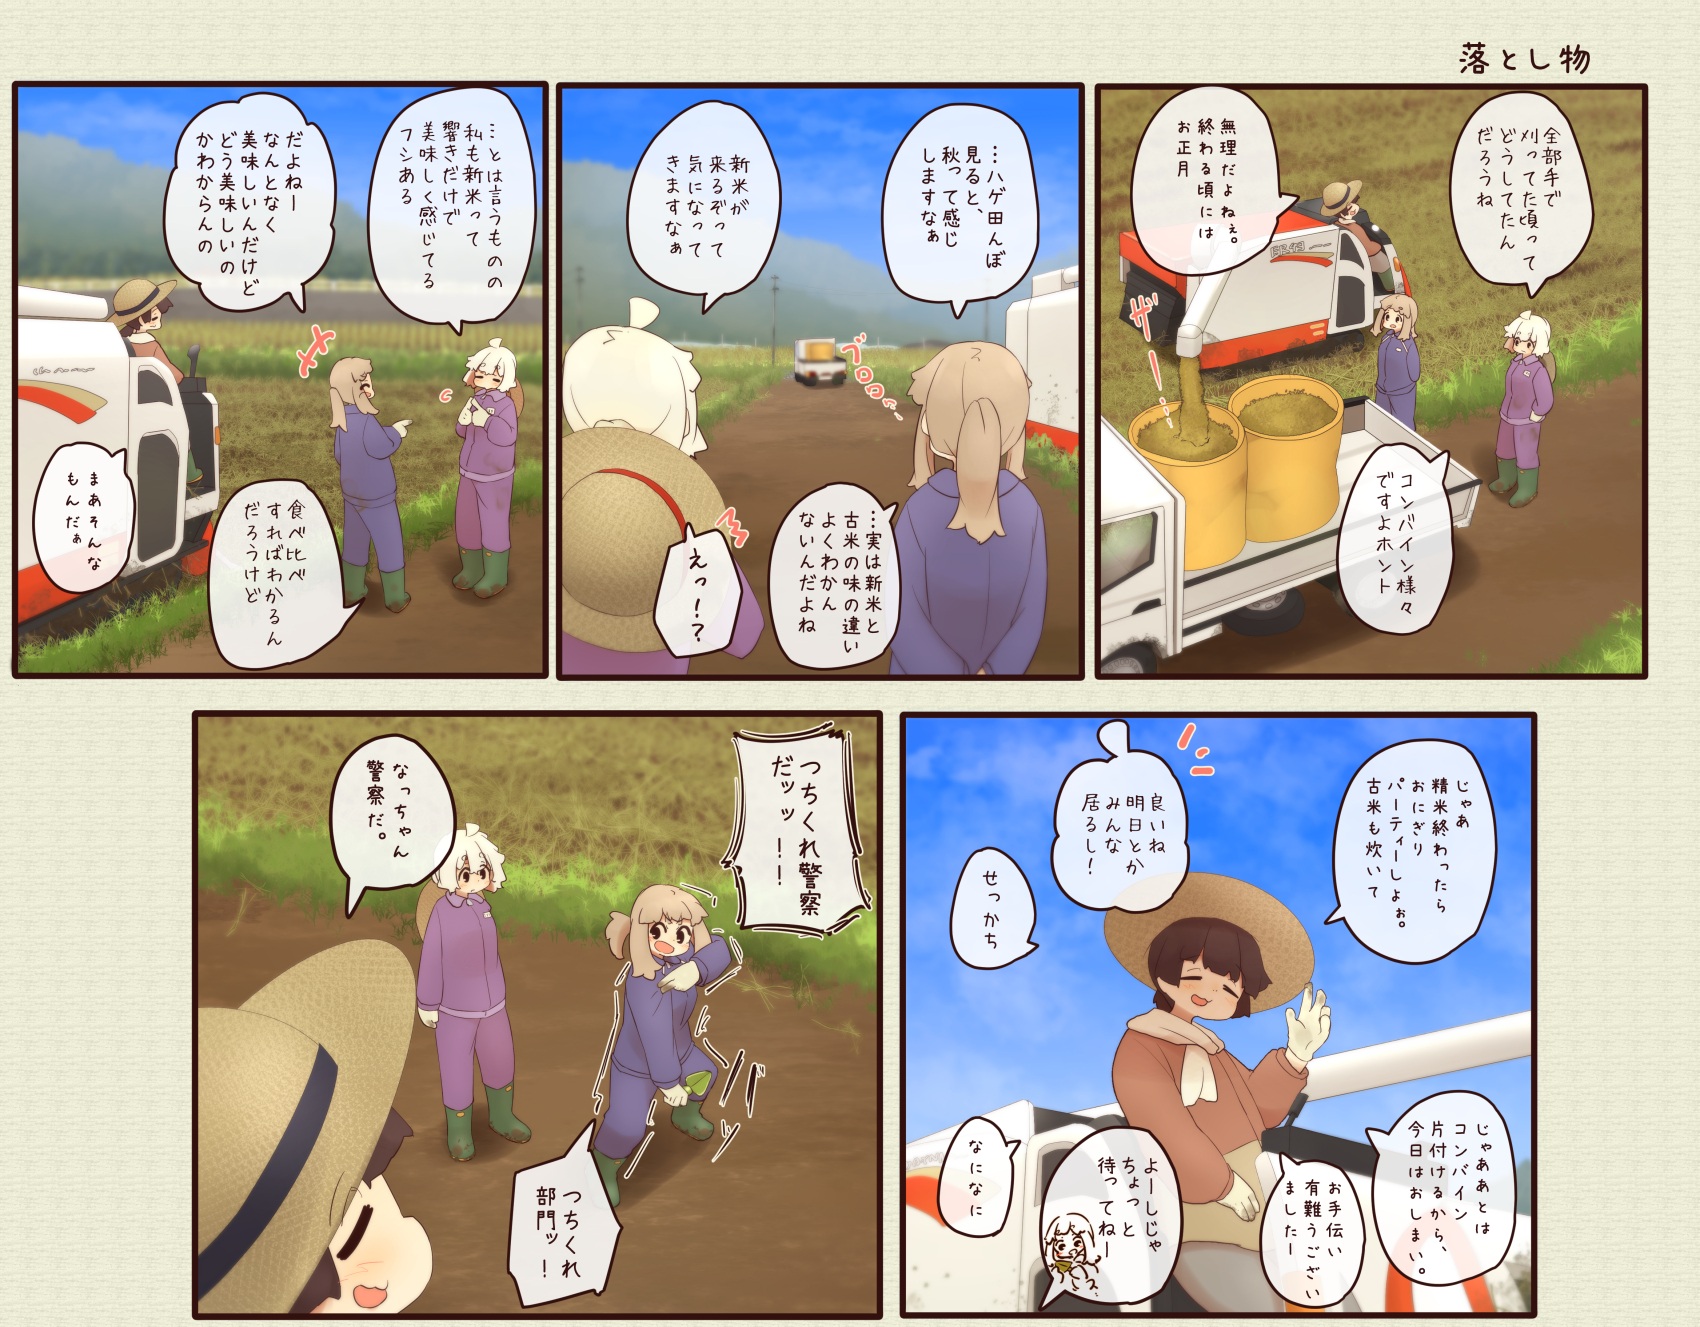 落とし物
全部手で
刈ってた頃って
どうしてたん
だろうね
無理だよねぇ。
終わる頃には
お正月
ザー…
コンバイン様々
ですよホント
…ハゲ田んぼ
見ると、
秋って感じ
しますなぁ
新米が
来るぞって
気になって
きますなぁ
ブロロ…
…実は新米と
古米の味の違い
よくわかん
ないんだよね
えっ！？
…とは言うものの
私も新米って
響きだけで
美味しく感じてる
フシある
だよねー
なんとなく
美味しいんだけど
どう美味しいの
かわからんの
食べ比べ
すればわかるん
だろうけど
まあそんな
もんだぁ
じゃあ
精米終わったら
おにぎり
パーティーしよぉ。
古米も炊いて
良いね
明日とか
みんな
居るし！
せっかち
じゃああとは
コンバイン
片付けるから、
今日はおしまい。
お手伝い
有難うござい
ましたー
よーしじゃ
ちょっと
待ってねー
なになに
つちくれ警察
だッッ！！
なっちゃん
警察だ。
つちくれ
部門ッ！